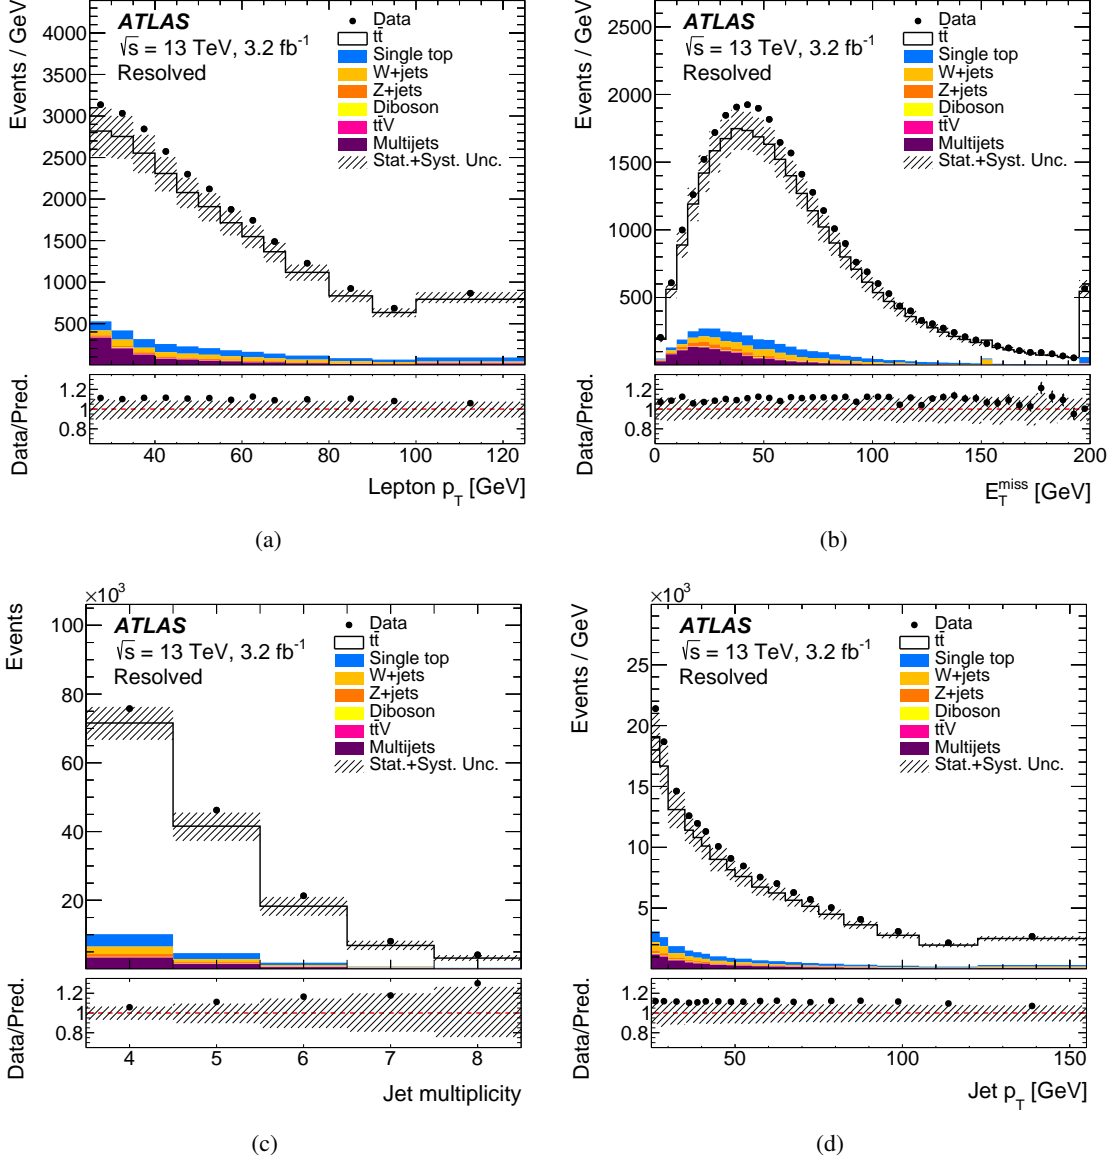 ATLAS
√s = 13 TeV, 3.2 fb⁻¹
Resolved
Data
tt̄
Single top
W+jets
Z+jets
Diboson
tt̄V
Multijets
Stat.+Syst. Unc.
Events / GeV
4000
3500
3000
2500
2000
1500
1000
500
Data/Pred.
1.2
1
0.8
40 60 80 100 120
Lepton p_T [GeV]
(a)
ATLAS
√s = 13 TeV, 3.2 fb⁻¹
Resolved
Data
tt̄
Single top
W+jets
Z+jets
Diboson
tt̄V
Multijets
Stat.+Syst. Unc.
Events / GeV
2500
2000
1500
1000
500
Data/Pred.
1.2
1
0.8
0 50 100 150 200
E_T^miss [GeV]
(b)
×10³
ATLAS
√s = 13 TeV, 3.2 fb⁻¹
Resolved
Data
tt̄
Single top
W+jets
Z+jets
Diboson
tt̄V
Multijets
Stat.+Syst. Unc.
Events
100
80
60
40
20
Data/Pred.
1.2
1
0.8
4 5 6 7 8
Jet multiplicity
(c)
×10³
ATLAS
√s = 13 TeV, 3.2 fb⁻¹
Resolved
Data
tt̄
Single top
W+jets
Z+jets
Diboson
tt̄V
Multijets
Stat.+Syst. Unc.
Events / GeV
25
20
15
10
5
Data/Pred.
1.2
1
0.8
50 100 150
Jet p_T [GeV]
(d)